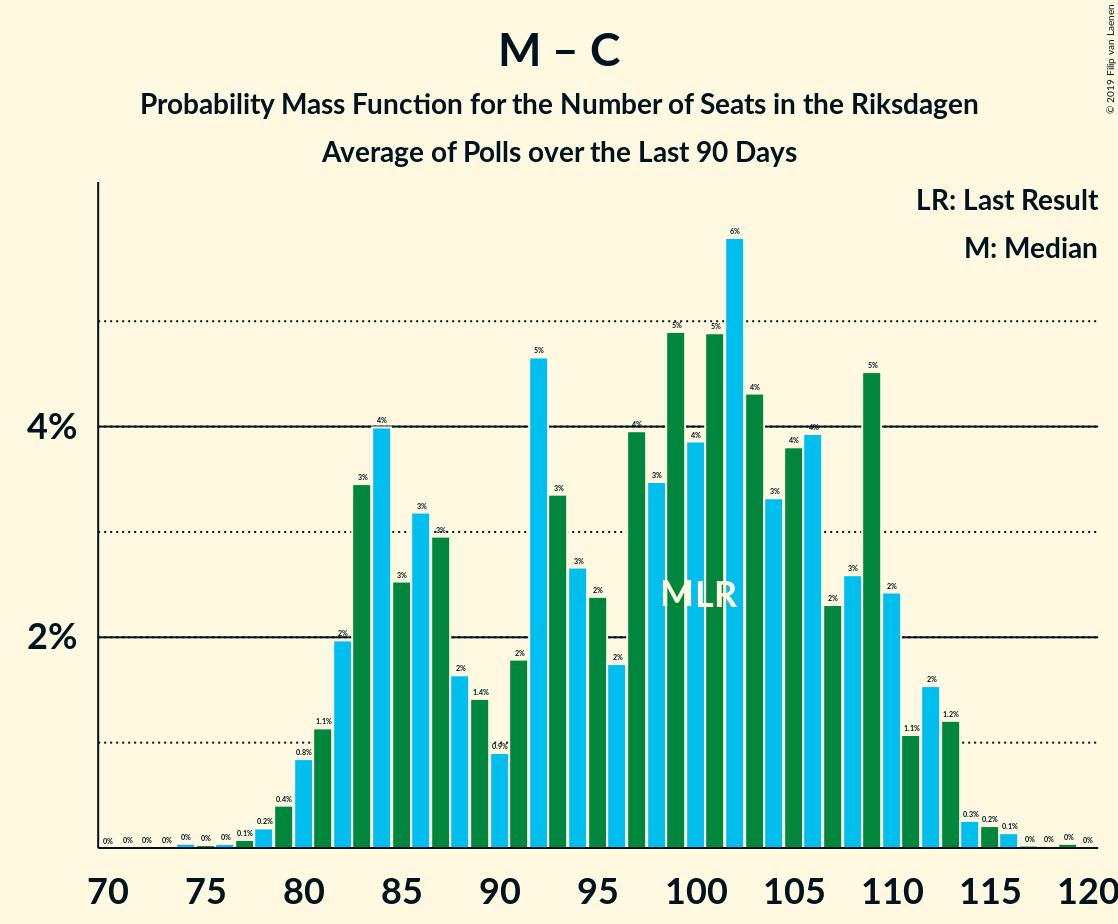 M – C
Probability Mass Function for the Number of Seats in the Riksdagen
Average of Polls over the Last 90 Days
© 2019 Filip van Laenen
LR: Last Result
M: Median
4%
2%
0% 0% 0% 0% 0% 0% 0% 0.1% 0.2% 0.4% 0.8% 1.1% 2% 3% 4% 3% 3% 3% 2% 1.4% 0.9% 2% 5% 3% 3% 2% 2% 4% 3% 5% 4% 5% 6% 4% 3% 4% 4% 2% 3% 5% 2% 1.1% 2% 1.2% 0.3% 0.2% 0.1% 0% 0% 0% 0%
M LR
70 75 80 85 90 95 100 105 110 115 120